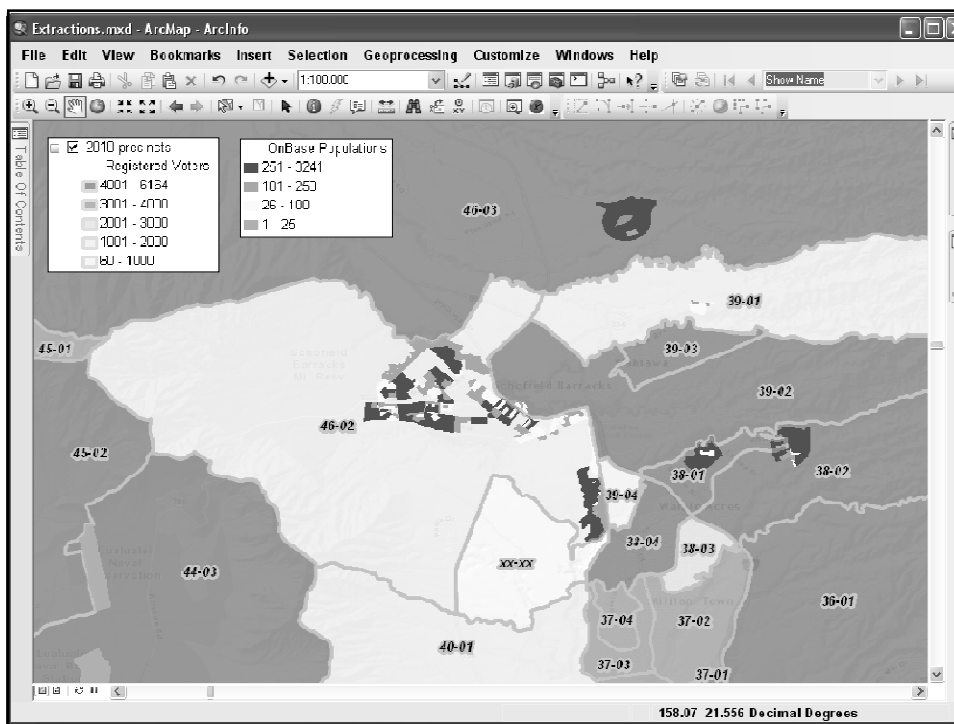 Extractions.mxd - ArcMap - ArcInfo
File Edit View Bookmarks Insert Selection Geoprocessing Customize Windows Help
1:100,000
Show Name
Table Of Contents
2010 precincts
Registered Voters
4001 - 6164
3001 - 4000
2001 - 3000
1001 - 2000
60 - 1000
OnBase Populations
251 - 3241
101 - 250
26 - 100
1 - 25
46-03
39-01
45-01
39-03
Schofield Barracks
39-02
46-02
45-02
38-01
38-02
39-04
38-04
38-03
xx-xx
44-03
36-01
37-04
37-02
40-01
37-03
37-01
158.07 21.556 Decimal Degrees